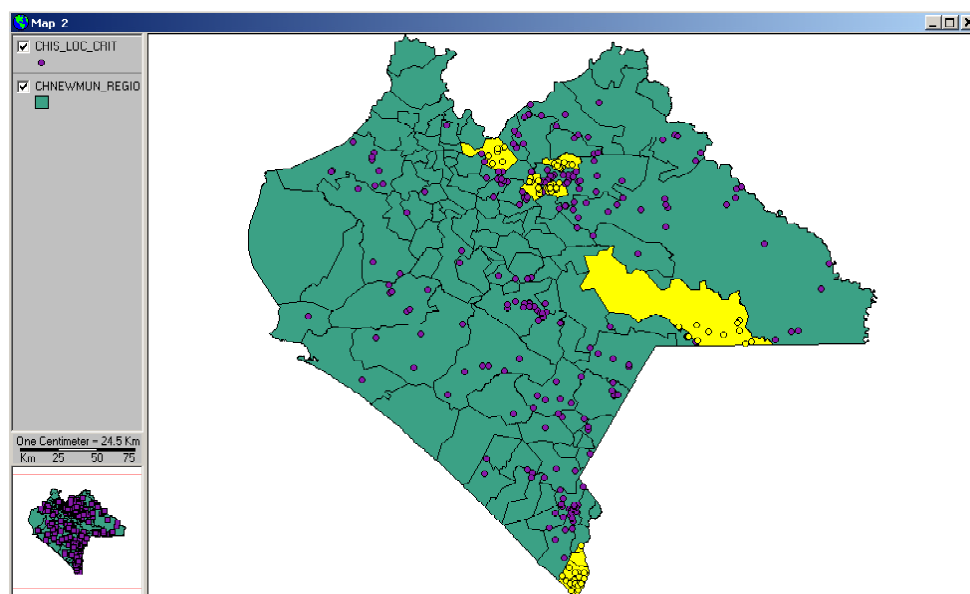 Map 2
CHIS_LOC_CRIT
CHNEWMUN_REGIO
One Centimeter = 24.5 Km
Km 25 50 75